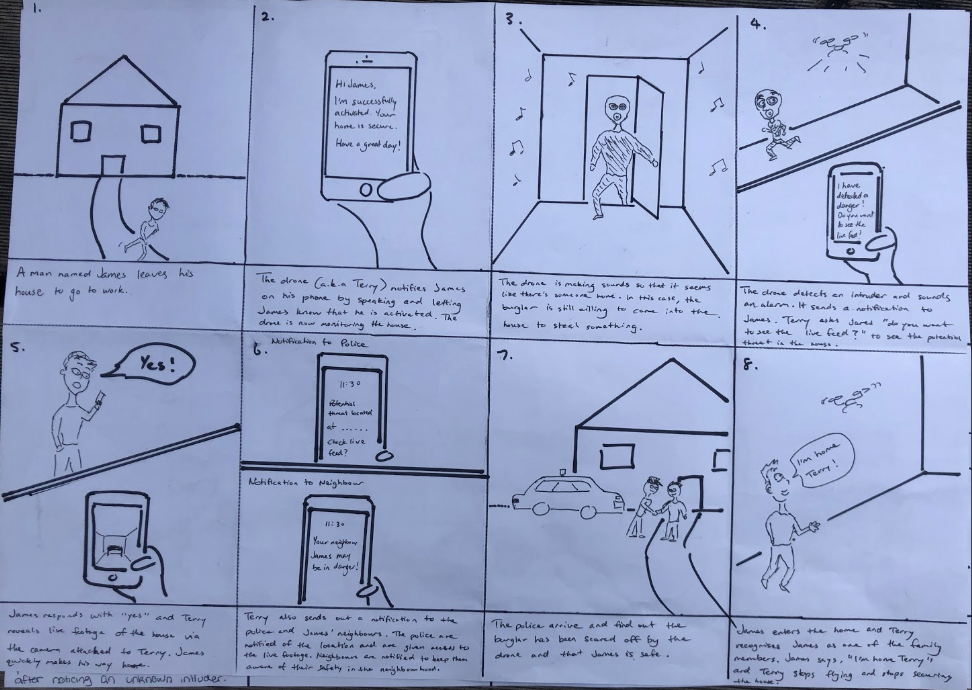 1.
A man named James leaves his
house to go to work.
2.
Hi James,
I'm successfully
activated. Your
home is secure.
Have a great day!
The drone (a.k.a Terry) notifies James
on his phone by speaking and letting
James know that he is activated. The
drone is now monitoring the house.
3.
The drone is making sounds so that it seems
like there's someone home. In this case, the
burglar is still willing to come into the
house to steal something.
4.
I have
detected a
danger!
Do you want
to see the
live feed?
The drone detects an intruder and sounds
an alarm. It sends a notification to
James. Terry asks James "do you want
to see the live feed?" to see the potential
threat in the house.
5.
Yes!
James responds with "yes" and Terry
reveals live footage of the house via
the camera attached to Terry. James
quickly makes his way home
after noticing an unknown intruder.
6.
Notification to Police
11:30
Potential
threat located
at ......
Check live
feed?
Notification to Neighbour
11:30
Your neighbour
James may
be in danger!
Terry also sends out a notification to the
police and James' neighbours. The police are
notified of the location and are given access to
the live footage. Neighbours are notified to keep them
aware of their safety in the neighbourhood.
7.
The police arrive and find out the
burglar has been scared off by the
drone and that James is safe.
8.
I'm home
Terry!
James enters the home and Terry
recognises James as one of the family
members. James says, "I'm home Terry"
and Terry stops flying and stops securing
the house.